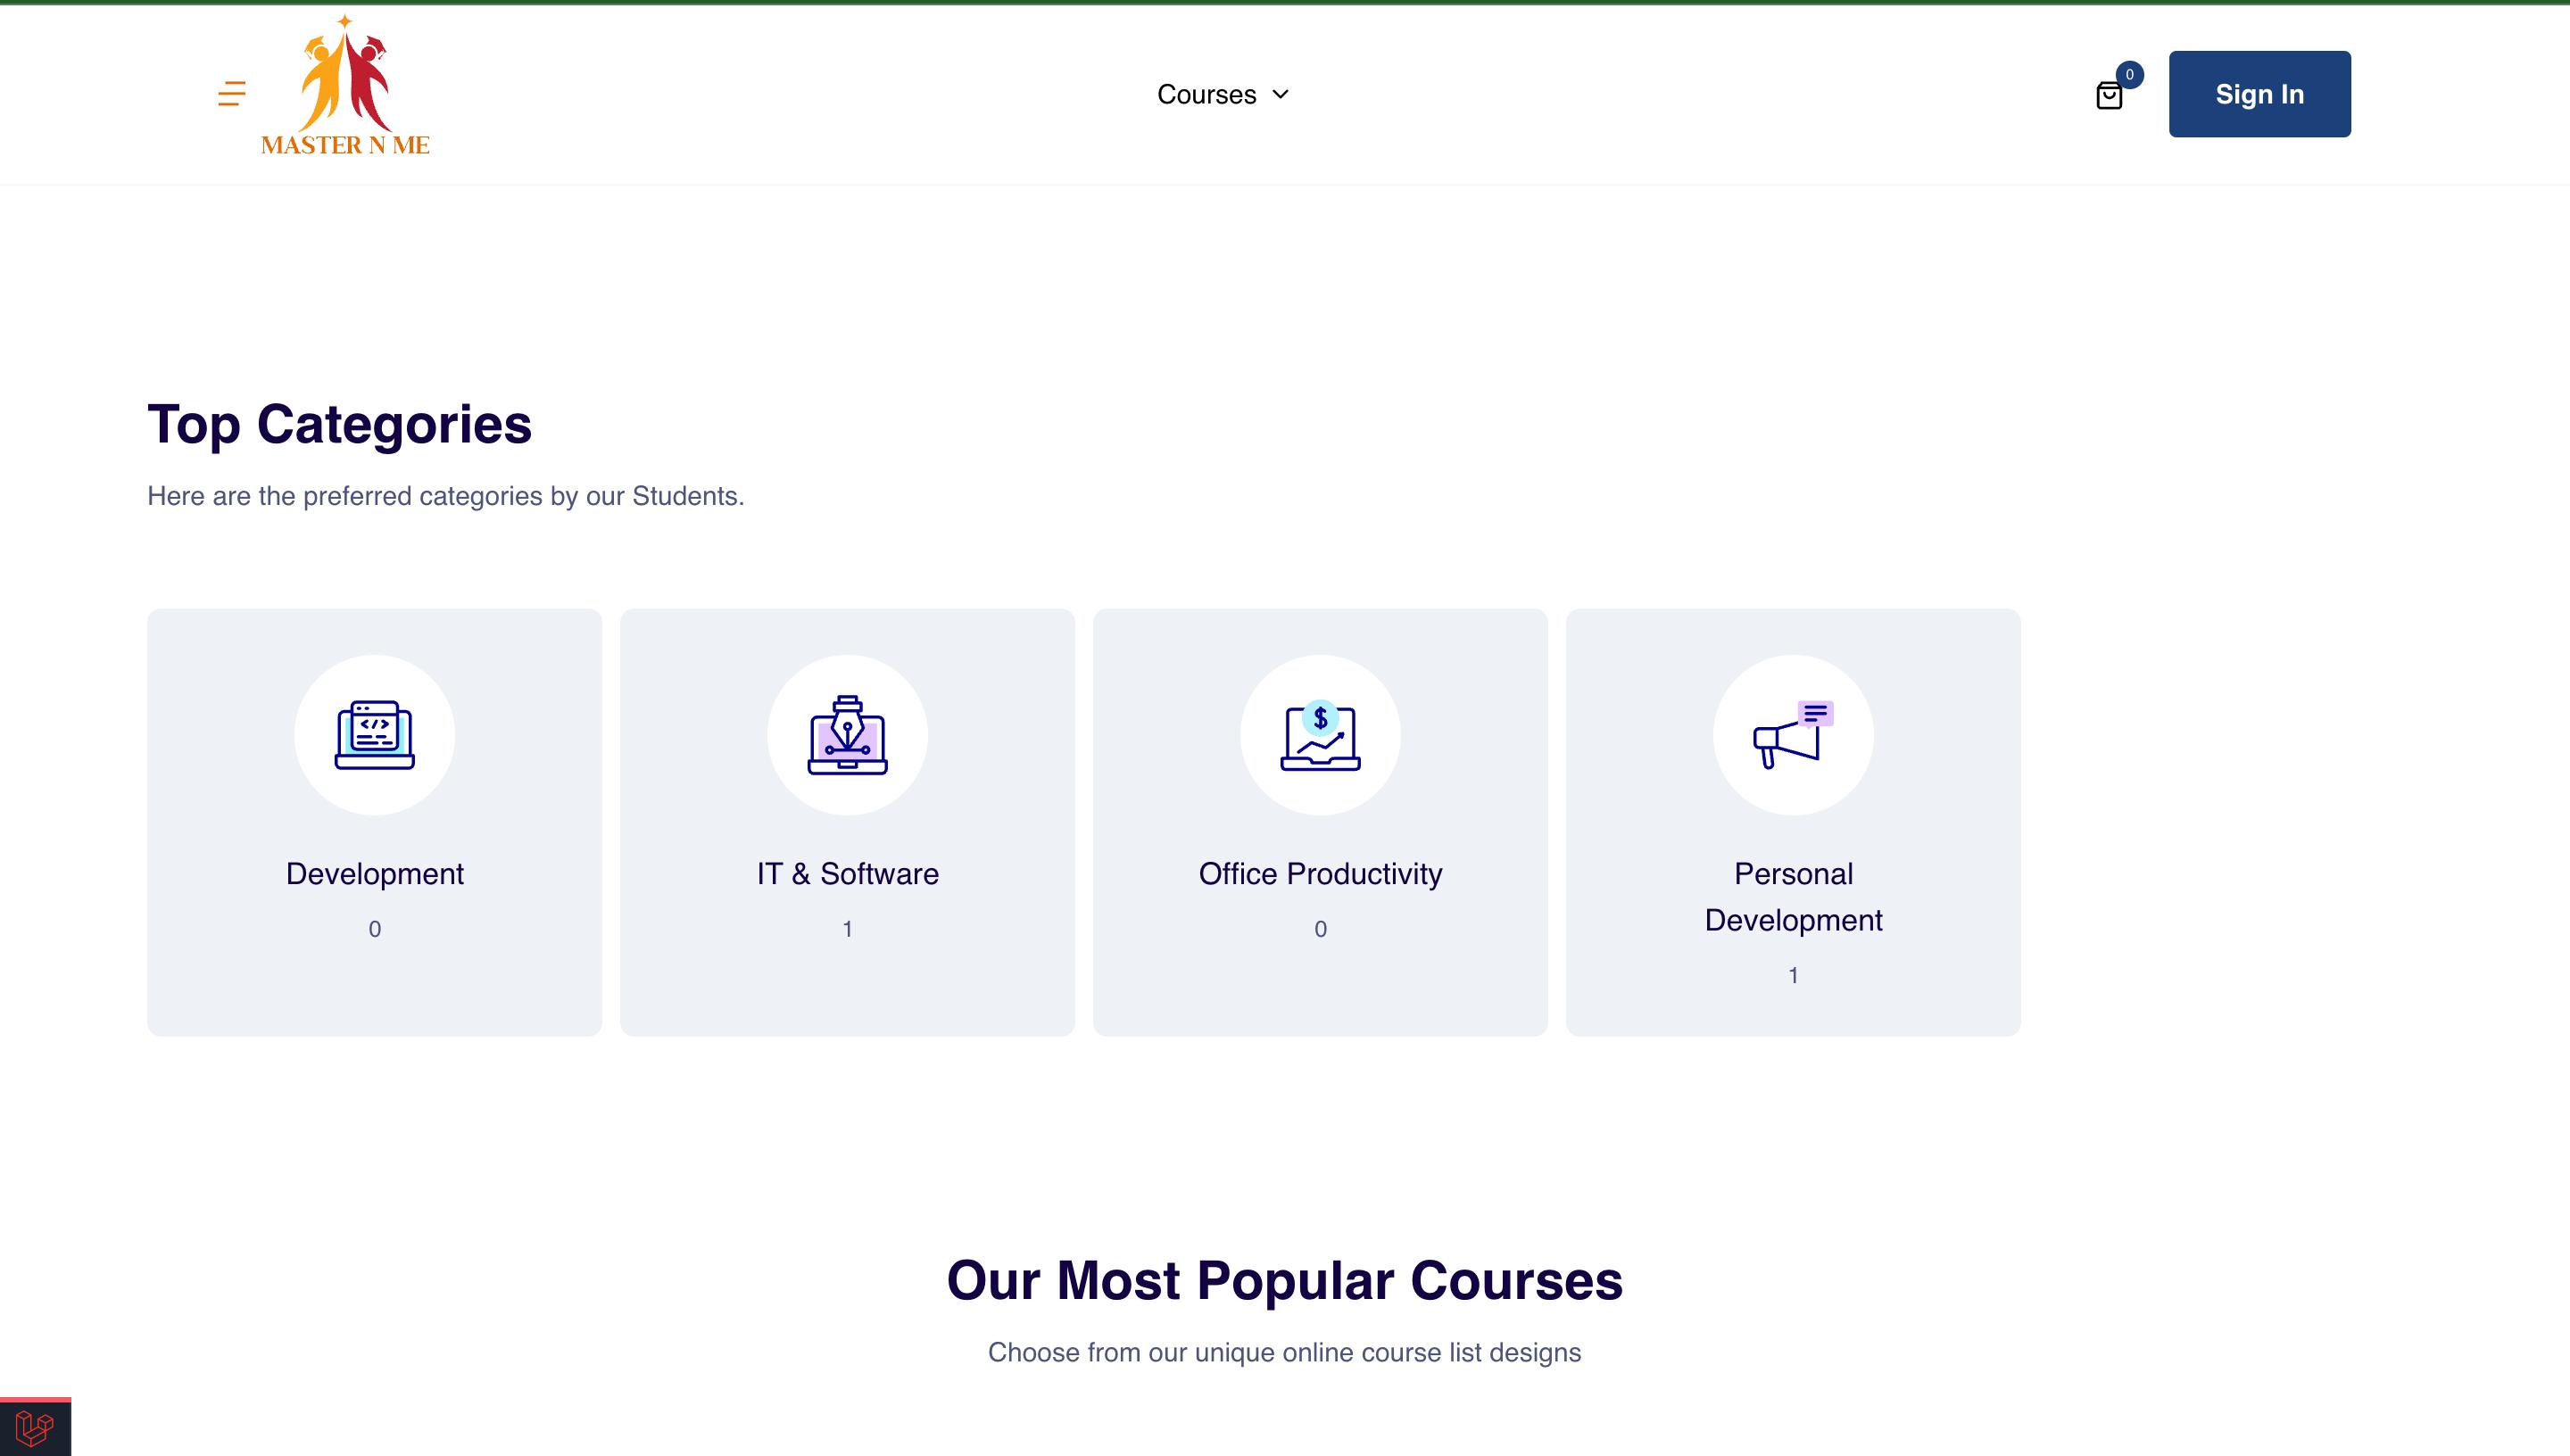 MASTER N ME
Courses
0
Sign In
Top Categories
Here are the preferred categories by our Students.
</>
$
Development
0
IT & Software
1
Office Productivity
0
Personal
Development
1
Our Most Popular Courses
Choose from our unique online course list designs